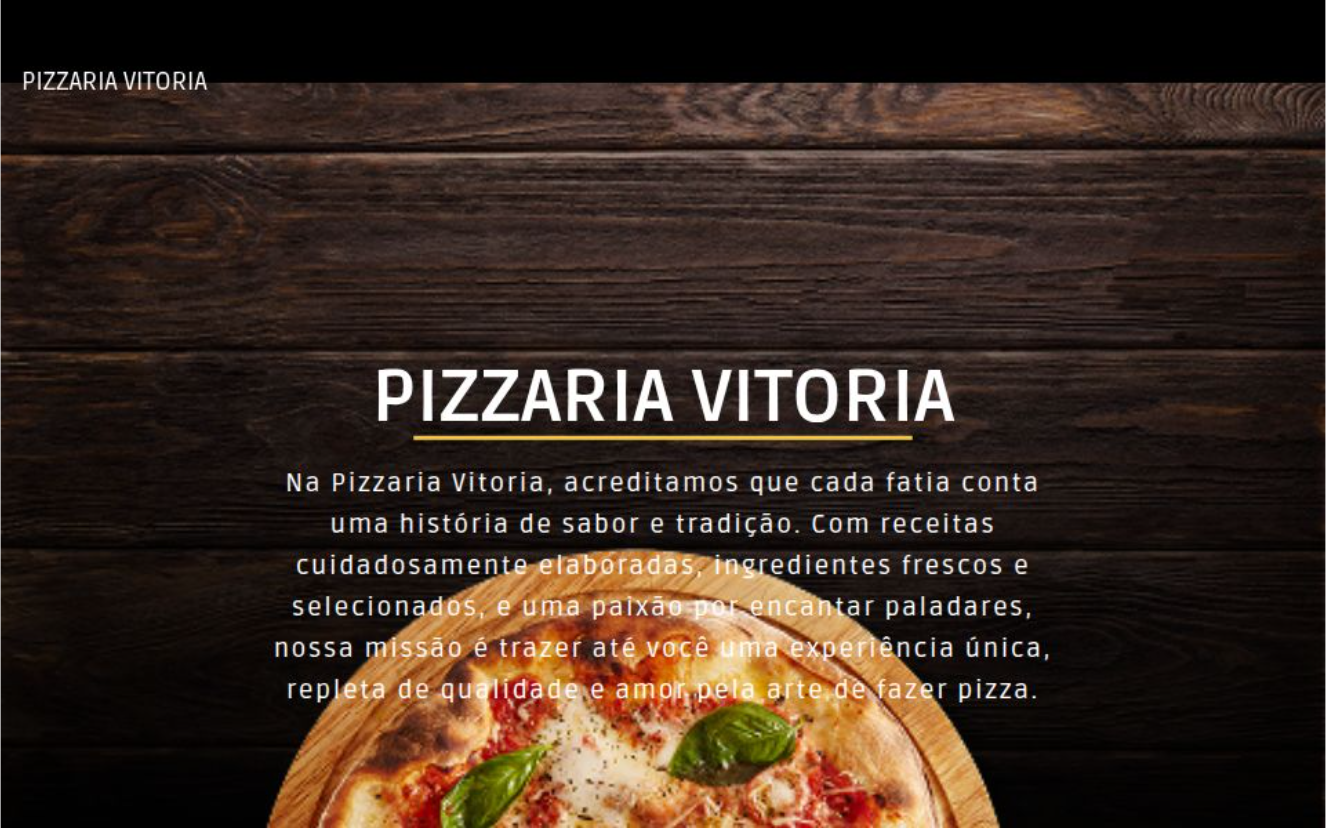 PIZZARIA VITORIA
PIZZARIA VITORIA
Na Pizzaria Vitoria, acreditamos que cada fatia conta
uma história de sabor e tradição. Com receitas
cuidadosamente elaboradas, ingredientes frescos e
selecionados, e uma paixão por encantar paladares,
nossa missão é trazer até você uma experiência única,
repleta de qualidade e amor pela arte de fazer pizza.